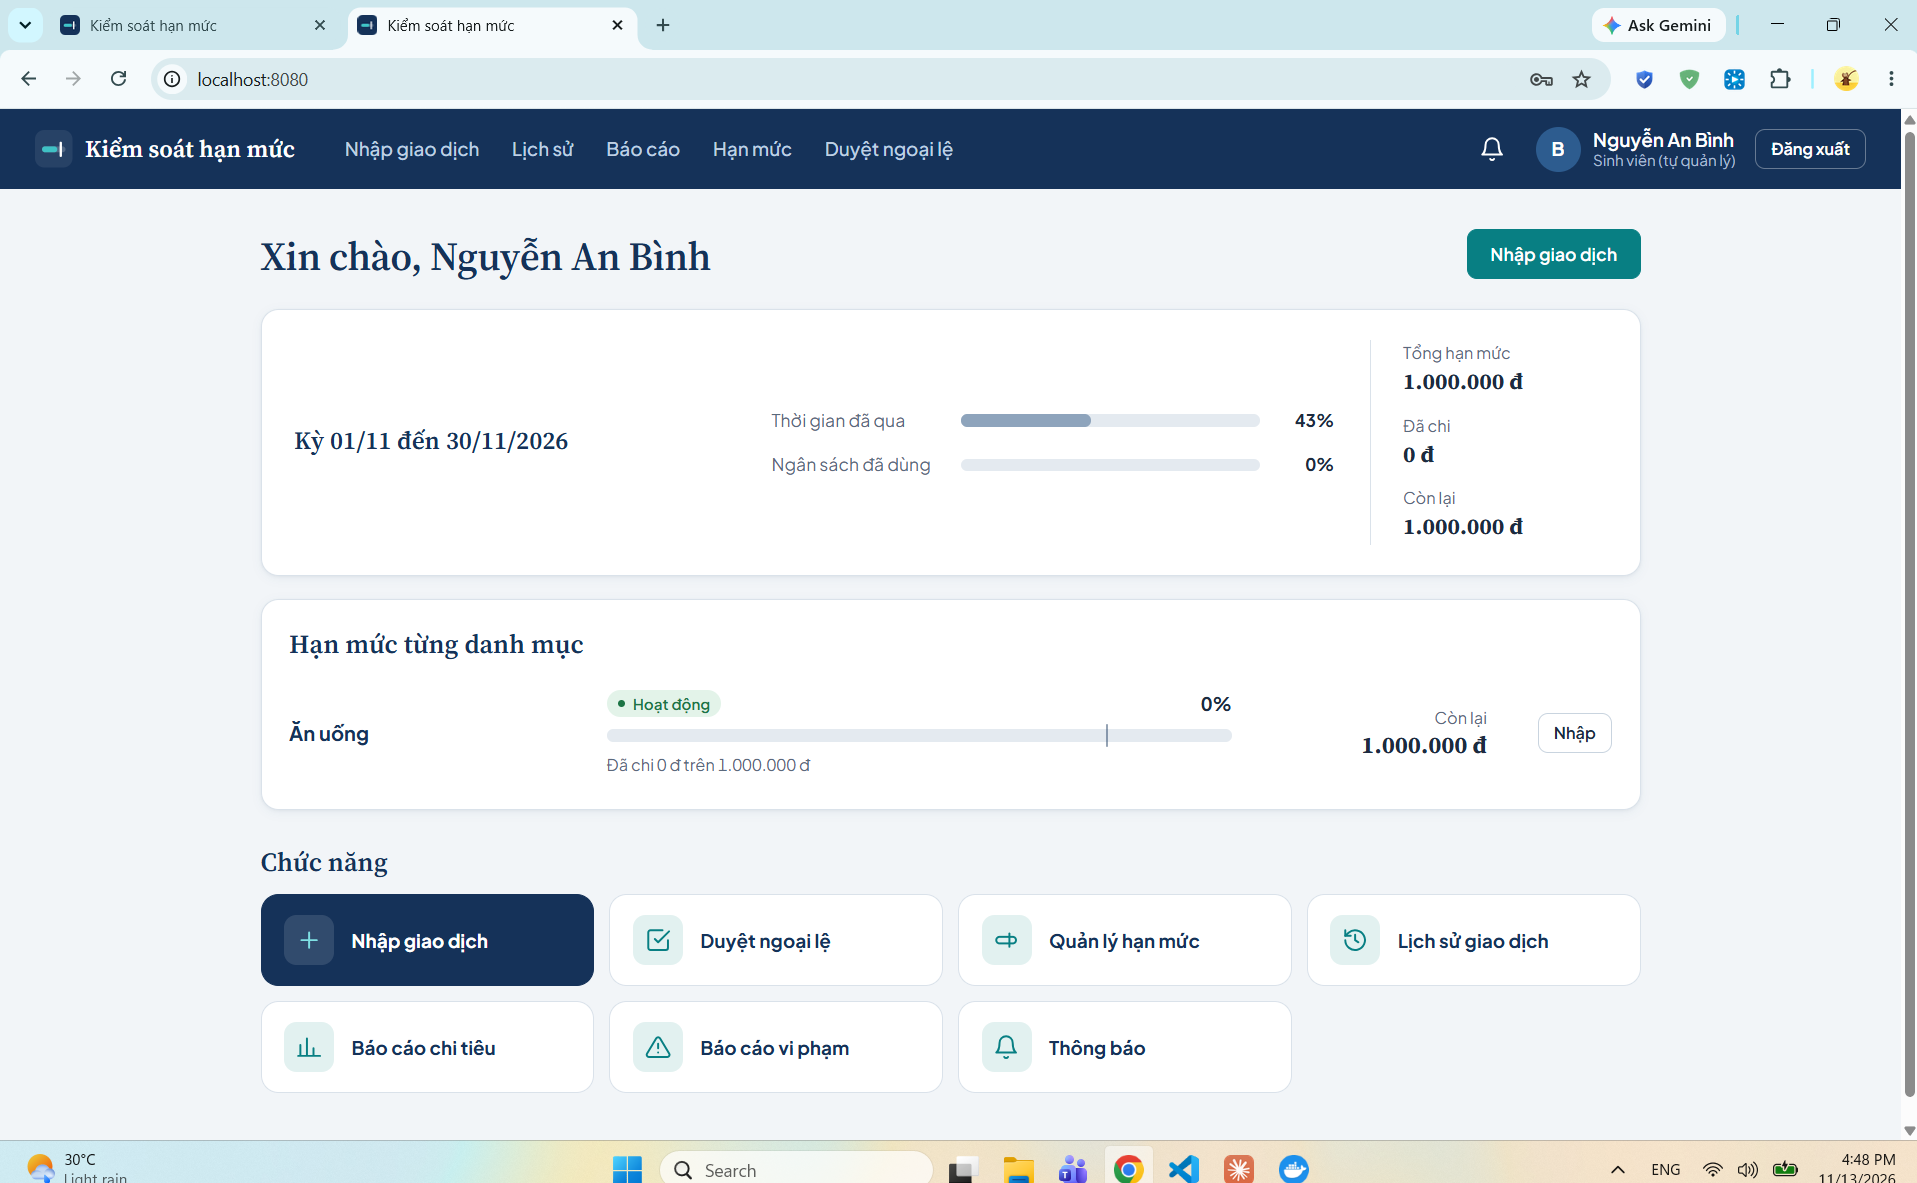 Kiểm soát hạn mức
Kiểm soát hạn mức
Ask Gemini
localhost:8080
Kiểm soát hạn mức
Nhập giao dịch
Lịch sử
Báo cáo
Hạn mức
Duyệt ngoại lệ
B
Nguyễn An Bình
Sinh viên (tự quản lý)
Đăng xuất
Xin chào, Nguyễn An Bình
Nhập giao dịch
Kỳ 01/11 đến 30/11/2026
Thời gian đã qua
43%
Ngân sách đã dùng
0%
Tổng hạn mức
1.000.000 đ
Đã chi
0 đ
Còn lại
1.000.000 đ
Hạn mức từng danh mục
Ăn uống
Hoạt động
0%
Đã chi 0 đ trên 1.000.000 đ
Còn lại
1.000.000 đ
Nhập
Chức năng
Nhập giao dịch
Duyệt ngoại lệ
Quản lý hạn mức
Lịch sử giao dịch
Báo cáo chi tiêu
Báo cáo vi phạm
Thông báo
30°C
Light rain
Search
ENG
4:48 PM
11/13/2026